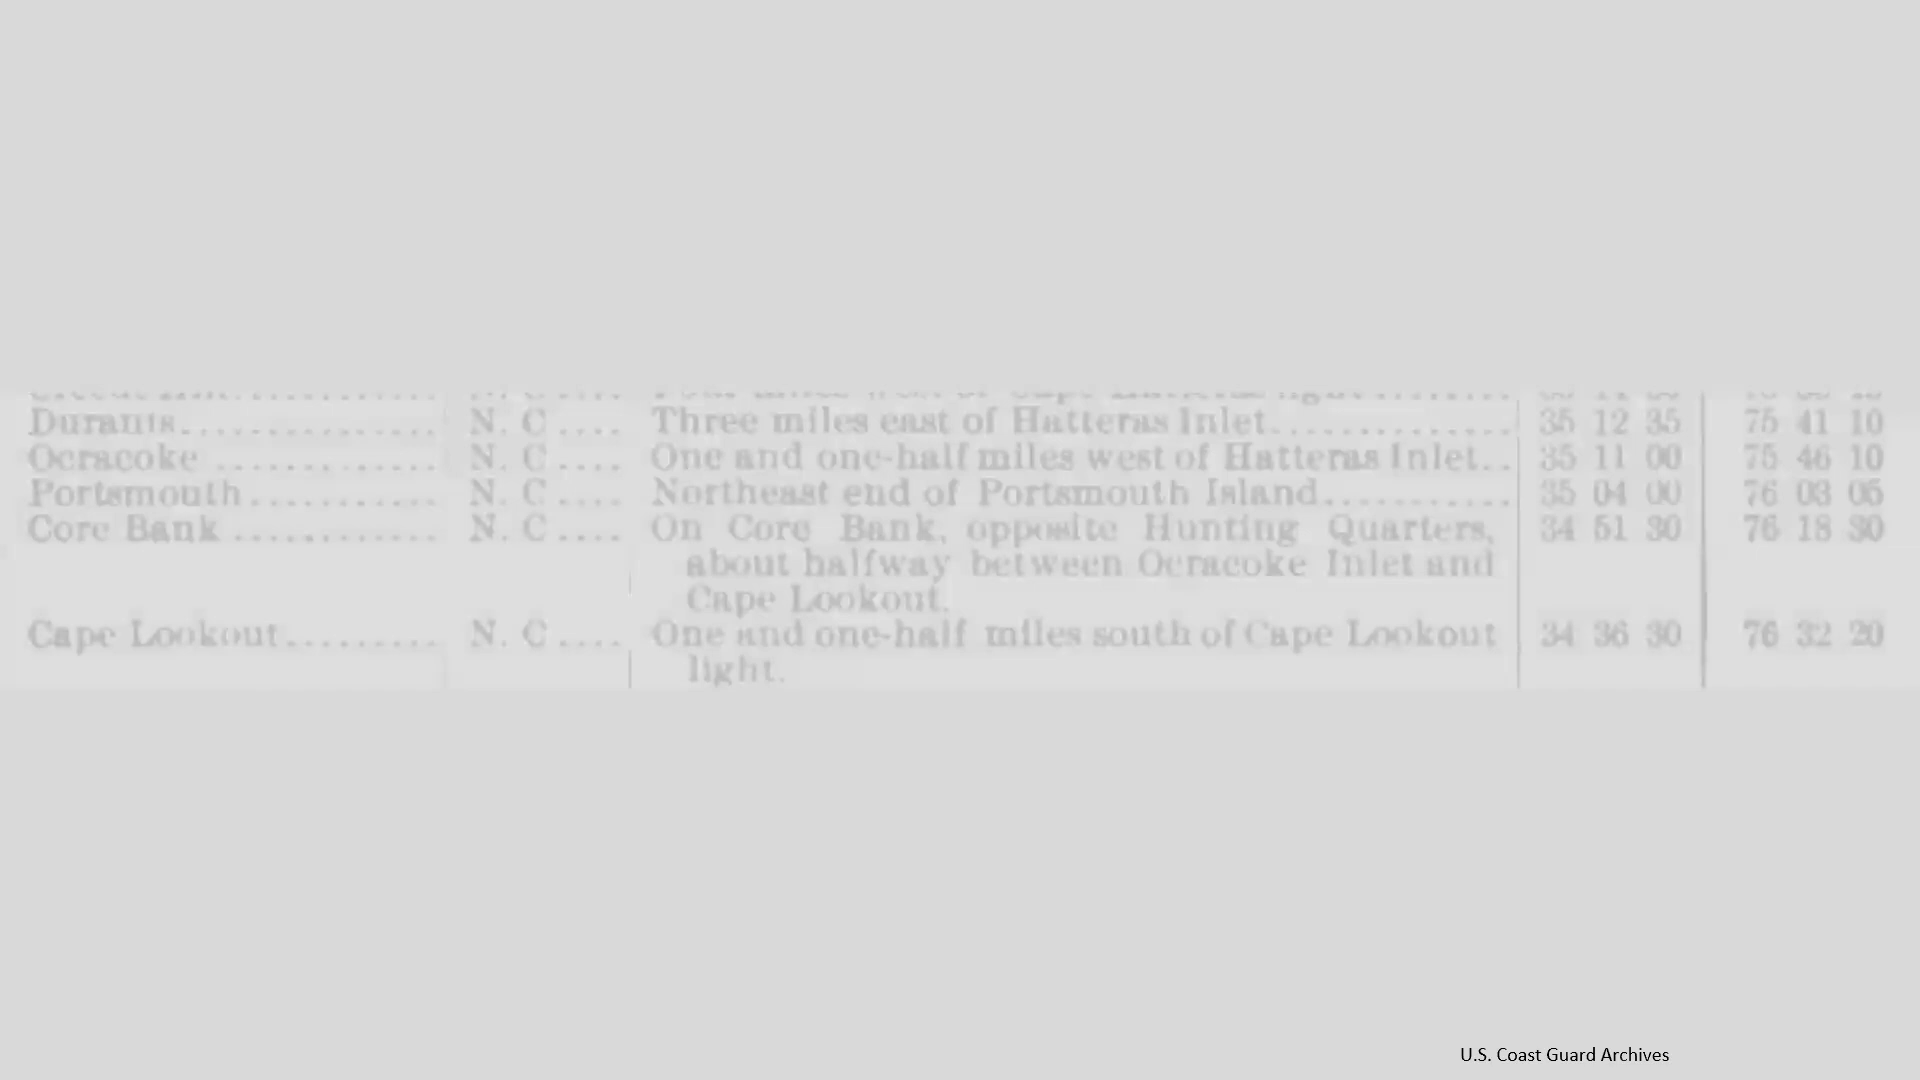 Durants............... N. C.... Three miles east of Hatteras Inlet.............. 35 12 35 75 41 10
Ocracoke ............. N. C.... One and one-half miles west of Hatteras Inlet.. 35 11 00 75 46 10
Portsmouth........... N. C.... Northeast end of Portsmouth Island........... 35 04 00 76 03 05
Core Bank ............ N. C.... On Core Bank, opposite Hunting Quarters, 34 51 30 76 18 30
about halfway between Ocracoke Inlet and
Cape Lookout.
Cape Lookout......... N. C.... One and one-half miles south of Cape Lookout 34 36 30 76 32 20
light.
U.S. Coast Guard Archives